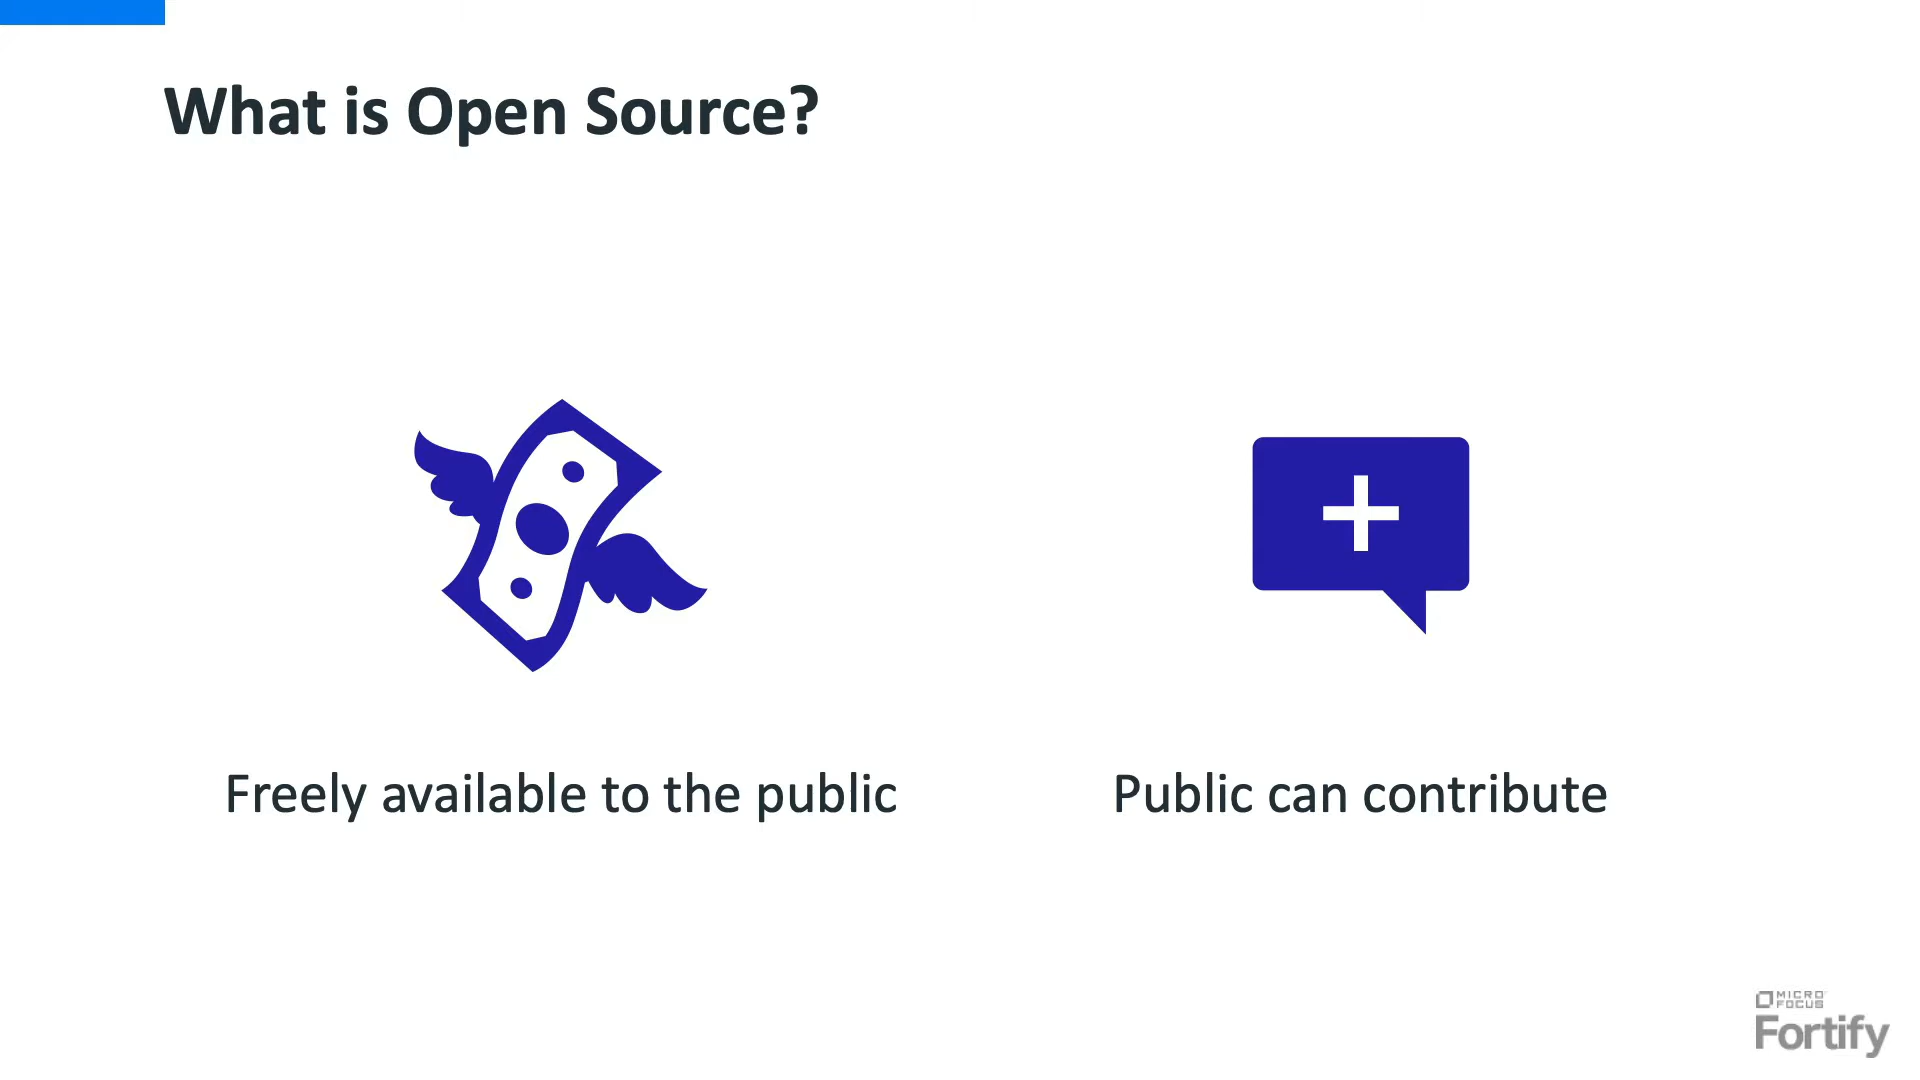 What is Open Source?
Freely available to the public
Public can contribute
MICRO
FOCUS
Fortify